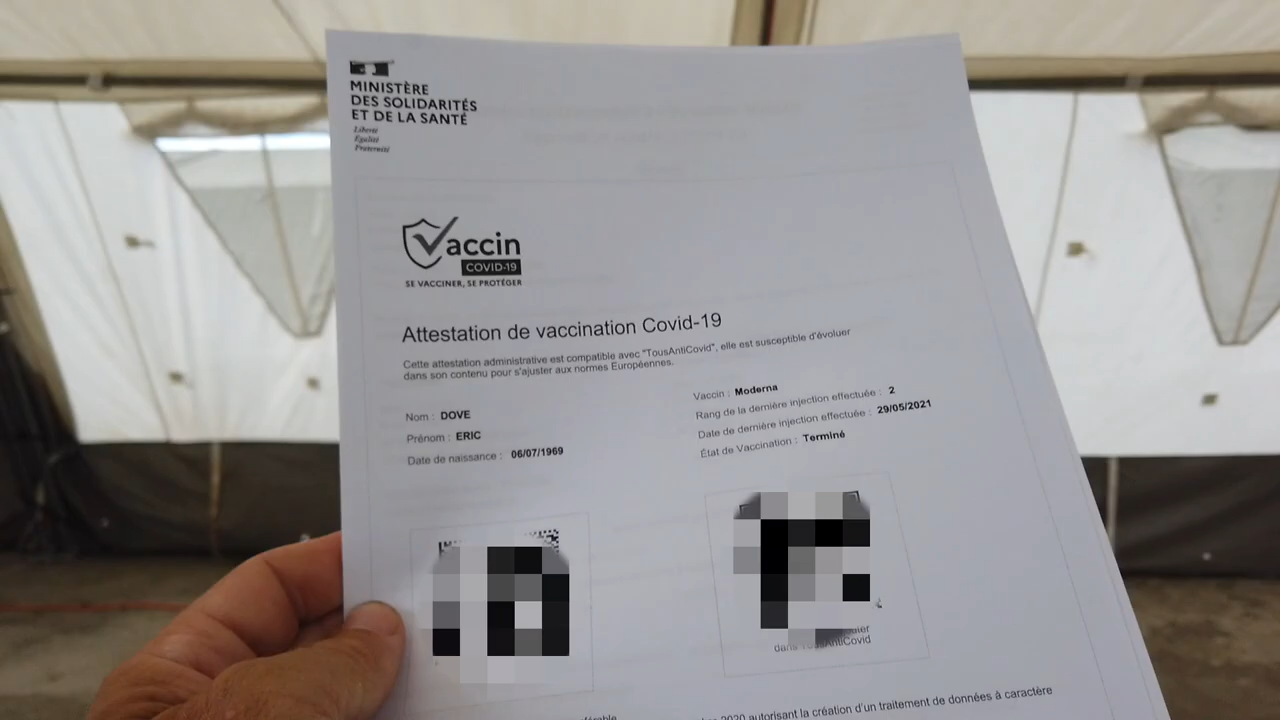 MINISTÈRE
DES SOLIDARITÉS
ET DE LA SANTÉ
Liberté
Égalité
Fraternité
Vaccin
COVID-19
SE VACCINER, SE PROTÉGER
Attestation de vaccination Covid-19
Cette attestation administrative est compatible avec "TousAntiCovid", elle est susceptible d'évoluer
dans son contenu pour s'ajuster aux normes Européennes.
Nom : DOVE
Prénom : ERIC
Date de naissance : 06/07/1969
Vaccin : Moderna
Rang de la dernière injection effectuée : 2
Date de dernière injection effectuée : 29/05/2021
État de Vaccination : Terminé
dans TousAntiCovid
2020 autorisant la création d'un traitement de données à caractère